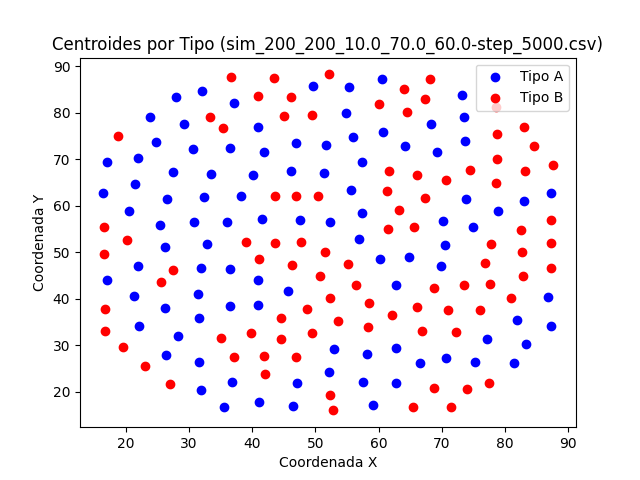 Centroides por Tipo (sim_200_200_10.0_70.0_60.0-step_5000.csv)
Tipo A
Tipo B
90
80
70
60
50
40
30
20
Coordenada Y
20 30 40 50 60 70 80 90
Coordenada X